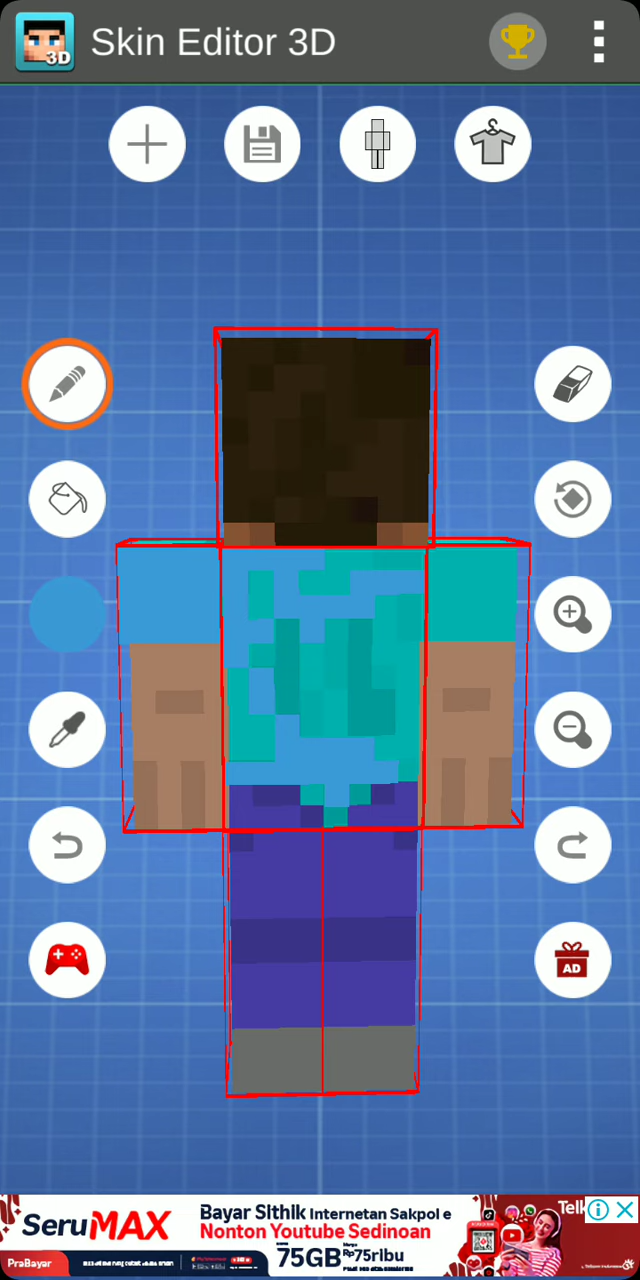 3D
Skin Editor 3D
AD
SeruMAX
Bayar Sithik Internetan Sakpol e
Nonton Youtube Sedinoan
75GB Rp75rIbu
PraBayar
Telk